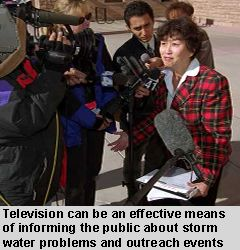 Television can be an effective means
of informing the public about storm
water problems and outreach events